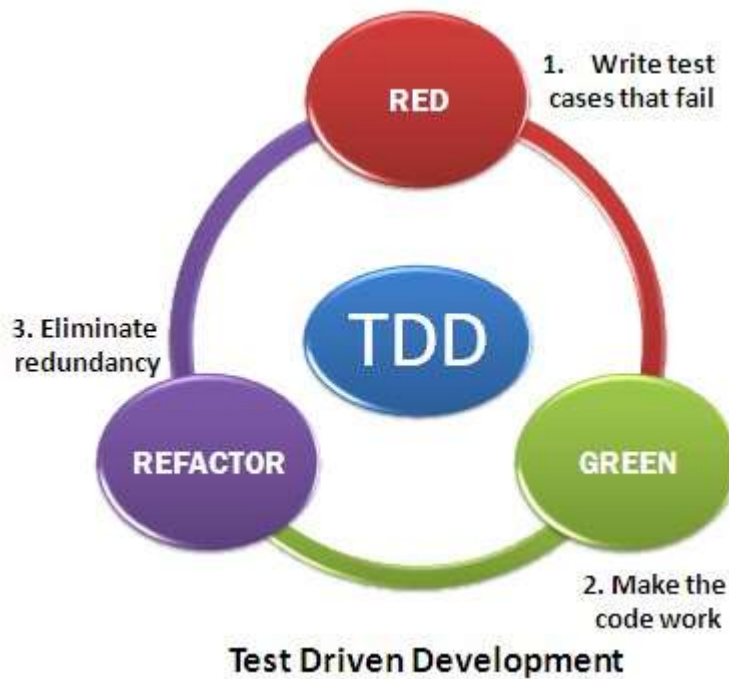 RED
1. Write test
cases that fail
TDD
3. Eliminate
redundancy
REFACTOR
GREEN
2. Make the
code work
Test Driven Development